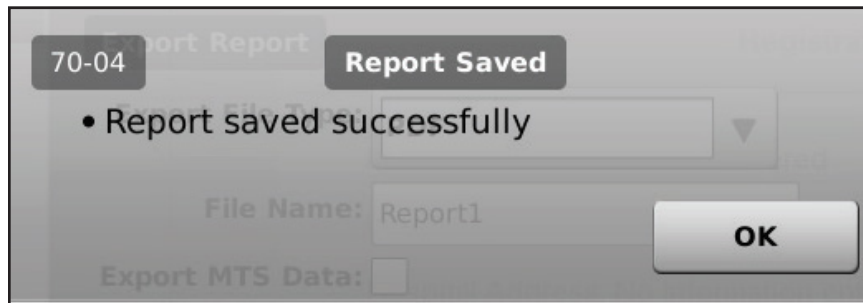 Export Report
70-04 Report Saved
Export File Type:
• Report saved successfully
File Name: Report1
OK
Export MTS Data: